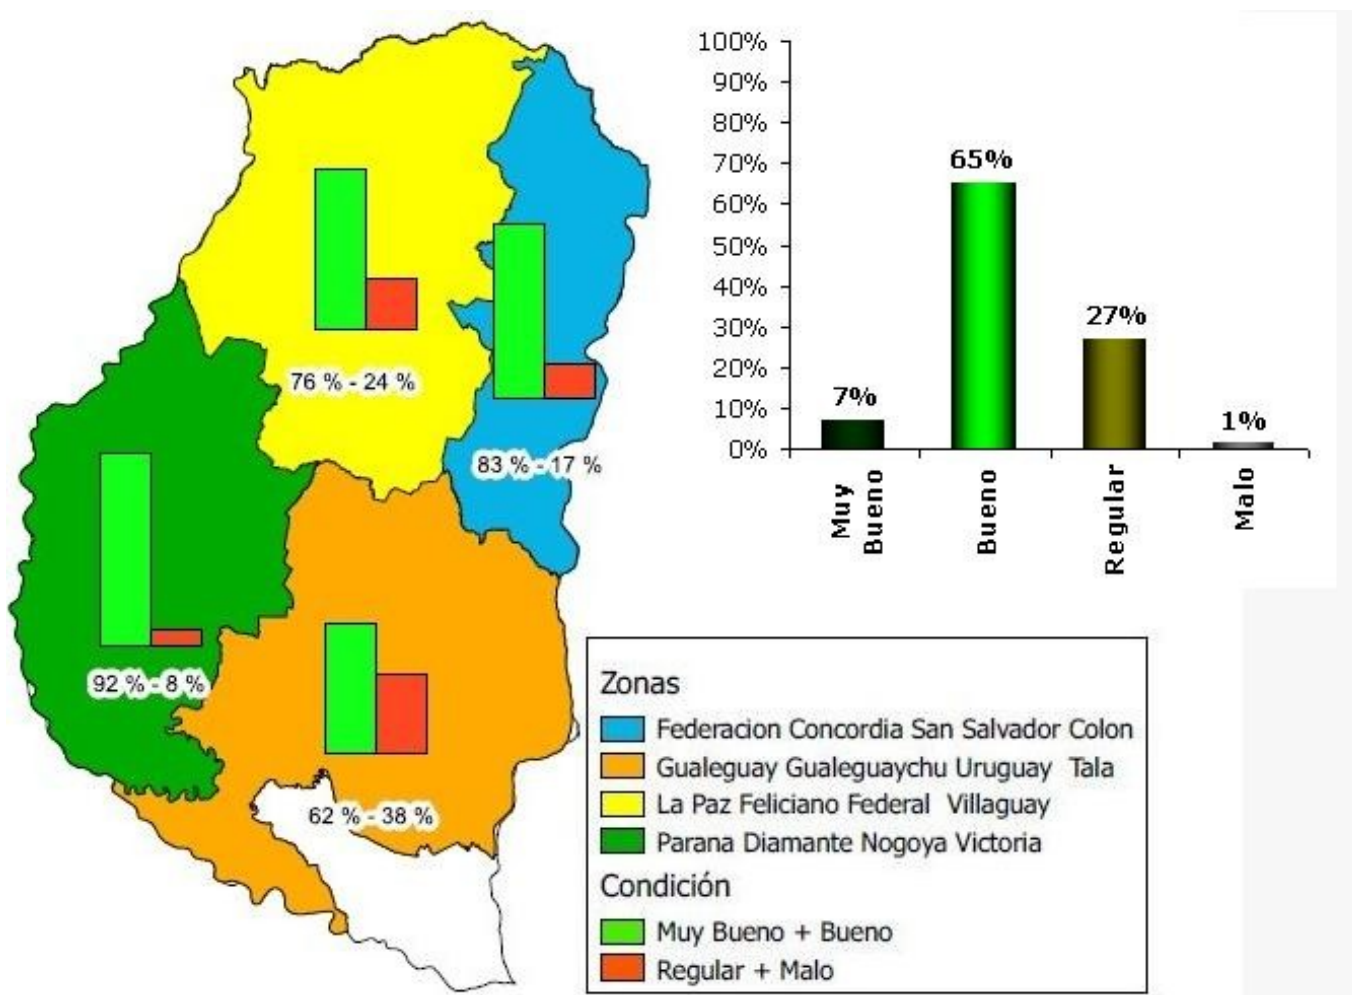 100%
90%
80%
70%
60%
50%
40%
30%
20%
10%
0%
7%
65%
27%
1%
Muy
Bueno
Bueno
Regular
Malo
76 % - 24 %
83 % - 17 %
92 % - 8 %
62 % - 38 %
Zonas
Federacion Concordia San Salvador Colon
Gualeguay Gualeguaychu Uruguay Tala
La Paz Feliciano Federal Villaguay
Parana Diamante Nogoya Victoria
Condición
Muy Bueno + Bueno
Regular + Malo